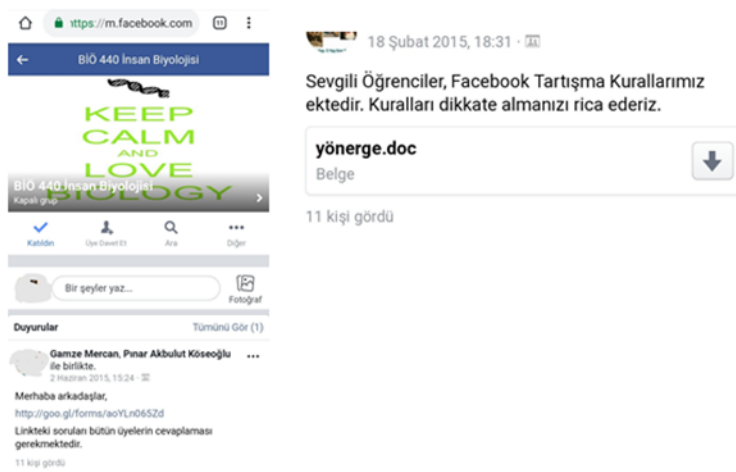 https://m.facebook.com
11
BİÖ 440 İnsan Biyolojisi
KEEP
CALM
AND
LOVE
BIOLOGY
BİÖ 440 İnsan Biyolojisi
Kapalı grup
Katıldın
Üye Davet Et
Ara
Diğer
Bir şeyler yaz...
Fotoğraf
Duyurular
Tümünü Gör (1)
Gamze Mercan, Pınar Akbulut Köseoğlu
ile birlikte.
2 Haziran 2015, 15:24 ·
Merhaba arkadaşlar,
http://goo.gl/forms/aoYLn065Zd
Linkteki sorulan bütün üyelerin cevaplaması
gerekmektedir.
11 kişi gördü
18 Şubat 2015, 18:31 ·
Sevgili Öğrenciler, Facebook Tartışma Kurallarımız
ektedir. Kuralları dikkate almanızı rica ederiz.
yönerge.doc
Belge
11 kişi gördü